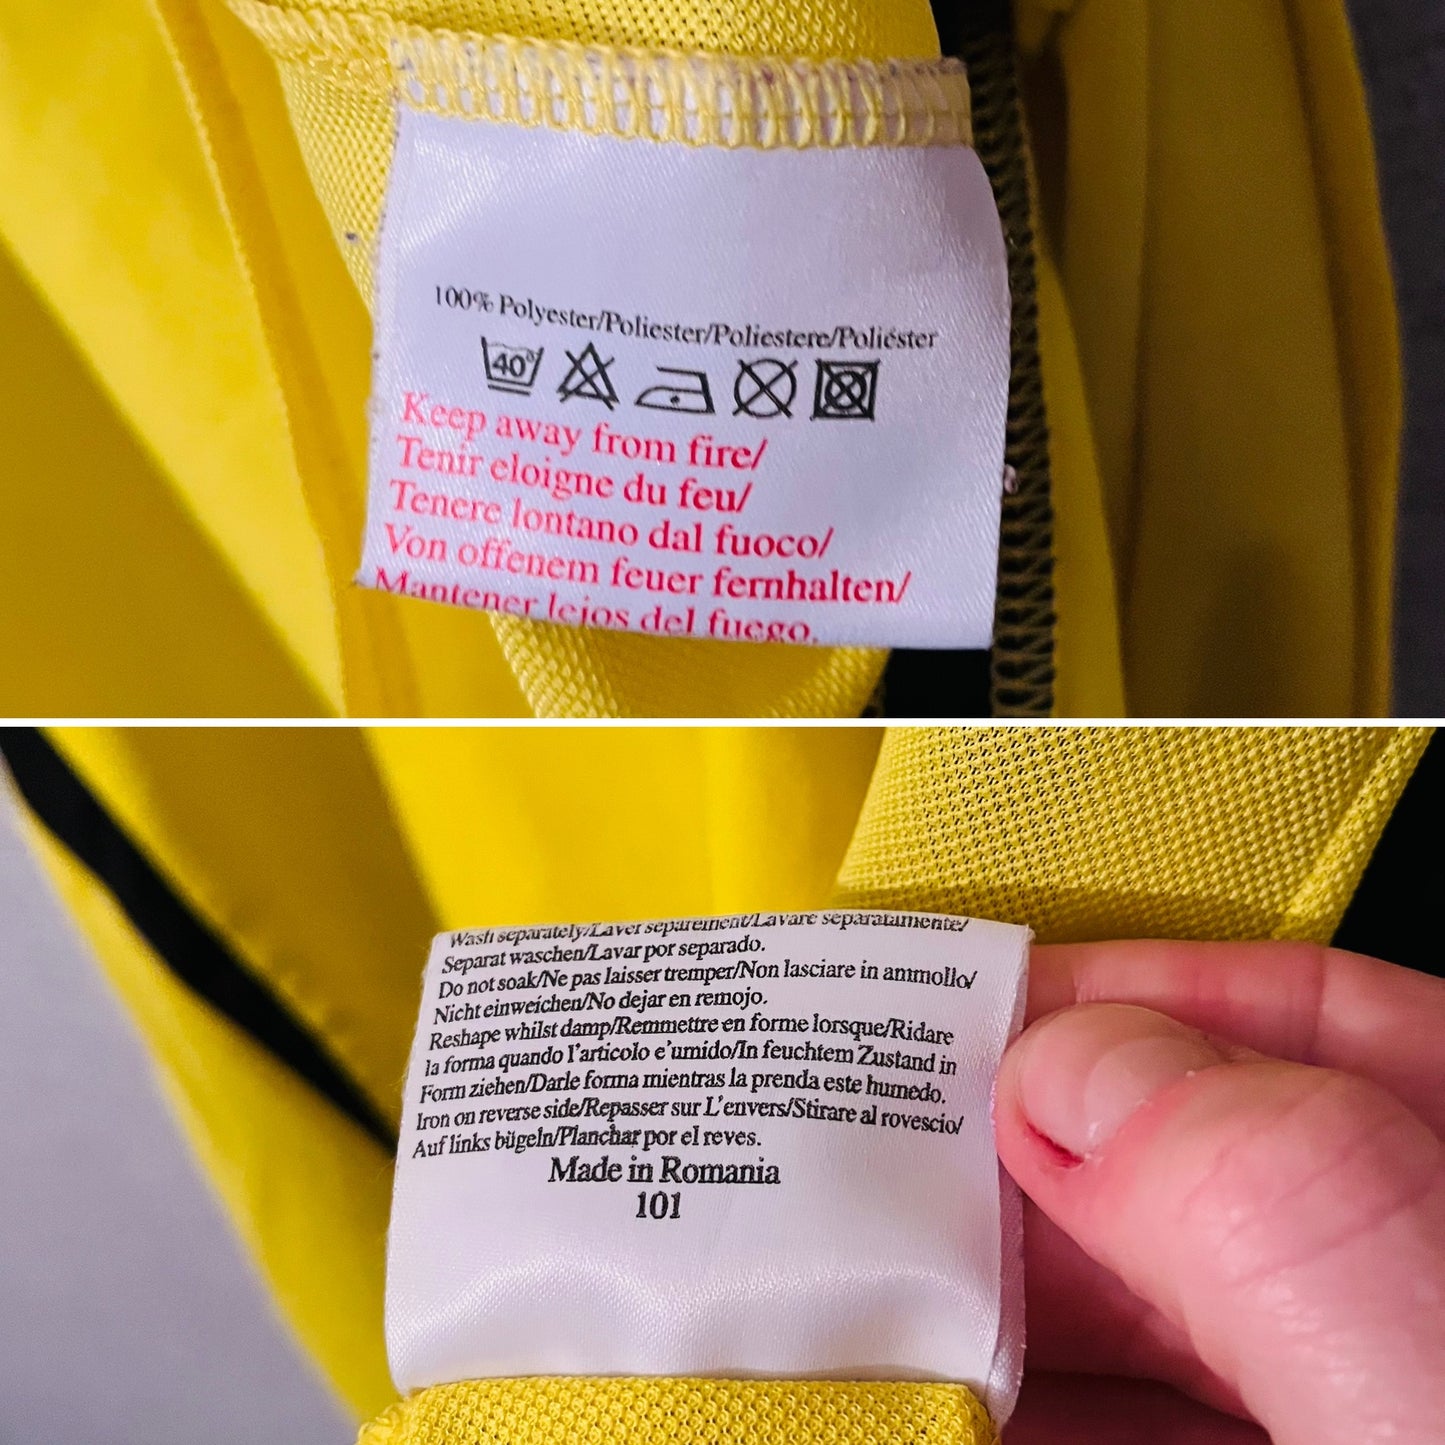 100% Polyester/Poliester/Poliestere/Poliéster
40°
Keep away from fire/
Tenir eloigne du feu/
Tenere lontano dal fuoco/
Von offenem feuer fernhalten/
Mantener lejos del fuego.
Wash separately/Laver separement/Lavare separatamente/
Separat waschen/Lavar por separado.
Do not soak/Ne pas laisser tremper/Non lasciare in ammollo/
Nicht einweichen/No dejar en remojo.
Reshape whilst damp/Remmettre en forme lorsque/Ridare
la forma quando l'articolo e'umido/In feuchtem Zustand in
Form ziehen/Darle forma mientras la prenda este humedo.
Iron on reverse side/Repasser sur L'envers/Stirare al rovescio/
Auf links bügeln/Planchar por el reves.
Made in Romania
101